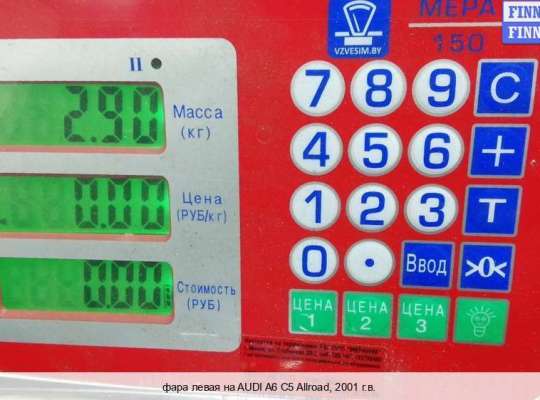 МЕРА
150
FINN
FINN
VZVESIM.BY
II
2.90
Масса
(кг)
0.00
Цена
(РУБ/кг)
0.00
Стоимость
(РУБ)
7 8 9 C
4 5 6 +
1 2 3 T
0 . Ввод >0<
ЦЕНА
1
ЦЕНА
2
ЦЕНА
3
фара левая на AUDI A6 C5 Allroad, 2001 г.в.